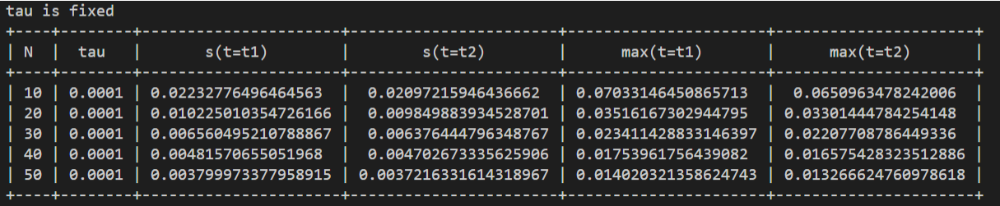 tau is fixed
+----+--------+----------------------+-----------------------+----------------------+----------------------+
| N | tau | s(t=t1) | s(t=t2) | max(t=t1) | max(t=t2) |
+----+--------+----------------------+-----------------------+----------------------+----------------------+
| 10 | 0.0001 | 0.02232776496464563 | 0.02097215946436662 | 0.07033146450865713 | 0.0650963478242006 |
| 20 | 0.0001 | 0.010225010354726166 | 0.009849883934528701 | 0.03516167302944795 | 0.03301444784254148 |
| 30 | 0.0001 | 0.006560495210788867 | 0.006376444796348767 | 0.023411428833146397 | 0.02207708786449336 |
| 40 | 0.0001 | 0.00481570655051968 | 0.004702673335625906 | 0.01753961756439082 | 0.016575428323512886 |
| 50 | 0.0001 | 0.003799973377958915 | 0.0037216331614318967 | 0.014020321358624743 | 0.013266624760978618 |
+----+--------+----------------------+-----------------------+----------------------+----------------------+